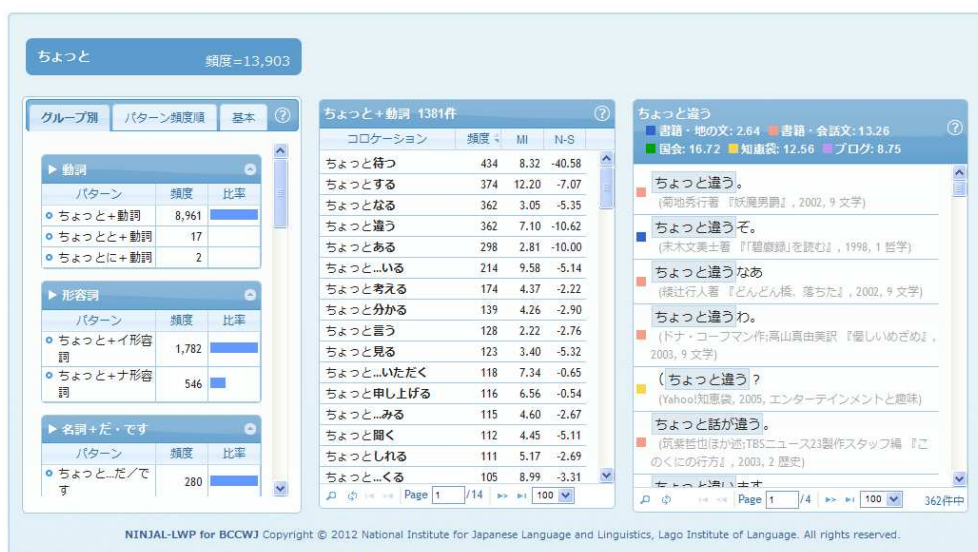 ちょっと 頻度=13,903
グループ別 パターン頻度順 基本 ?
▶ 動詞
パターン 頻度 比率
ちょっと+動詞 8,961
ちょっとと+動詞 17
ちょっとに+動詞 2
▶ 形容詞
パターン 頻度 比率
ちょっと+イ形容
詞 1,782
ちょっと+ナ形容
詞 546
▶ 名詞+だ・です
パターン 頻度 比率
ちょっと...だ/で
す 280
ちょっと+動詞 1381件 ?
コロケーション 頻度 MI N-S
ちょっと待つ 434 8.32 -40.58
ちょっとする 374 12.20 -7.07
ちょっとなる 362 3.05 -5.35
ちょっと違う 362 7.10 -10.62
ちょっとある 298 2.81 -10.00
ちょっと...いる 214 9.58 -5.14
ちょっと考える 174 4.37 -2.22
ちょっと分かる 139 4.26 -2.90
ちょっと言う 128 2.22 -2.76
ちょっと見る 123 3.40 -5.32
ちょっと...いただく 118 7.34 -0.65
ちょっと申し上げる 116 6.56 -0.54
ちょっと...みる 115 4.60 -2.67
ちょっと聞く 112 4.45 -5.11
ちょっとしれる 111 5.17 -2.69
ちょっと...くる 105 8.99 -3.31
Page 1 /14 100
ちょっと違う
書籍・地の文: 2.64 書籍・会話文: 13.26 ?
国会: 16.72 知恵袋: 12.56 ブログ: 8.75
ちょっと違う。
(菊地秀行著 『妖魔男爵』, 2002, 9 文学)
ちょっと違うぞ。
(末木文美士著 『「碧巌録」を読む』, 1998, 1 哲学)
ちょっと違うなあ
(綾辻行人著 『どんどん橋、落ちた』, 2002, 9 文学)
ちょっと違うわ。
(ドナ・コーフマン作;高山真由美訳 『優しいめざめ』,
2003, 9 文学)
(ちょっと違う?
(Yahoo!知恵袋, 2005, エンターテインメントと趣味)
ちょっと話が違う。
(筑紫哲也ほか述;TBSニュース23製作スタッフ編 『こ
のくにの行方』, 2003, 2 歴史)
ちょっと違います
Page 1 /4 100 362件中
NINJAL-LWP for BCCWJ Copyright © 2012 National Institute for Japanese Language and Linguistics, Lago Institute of Language. All rights reserved.